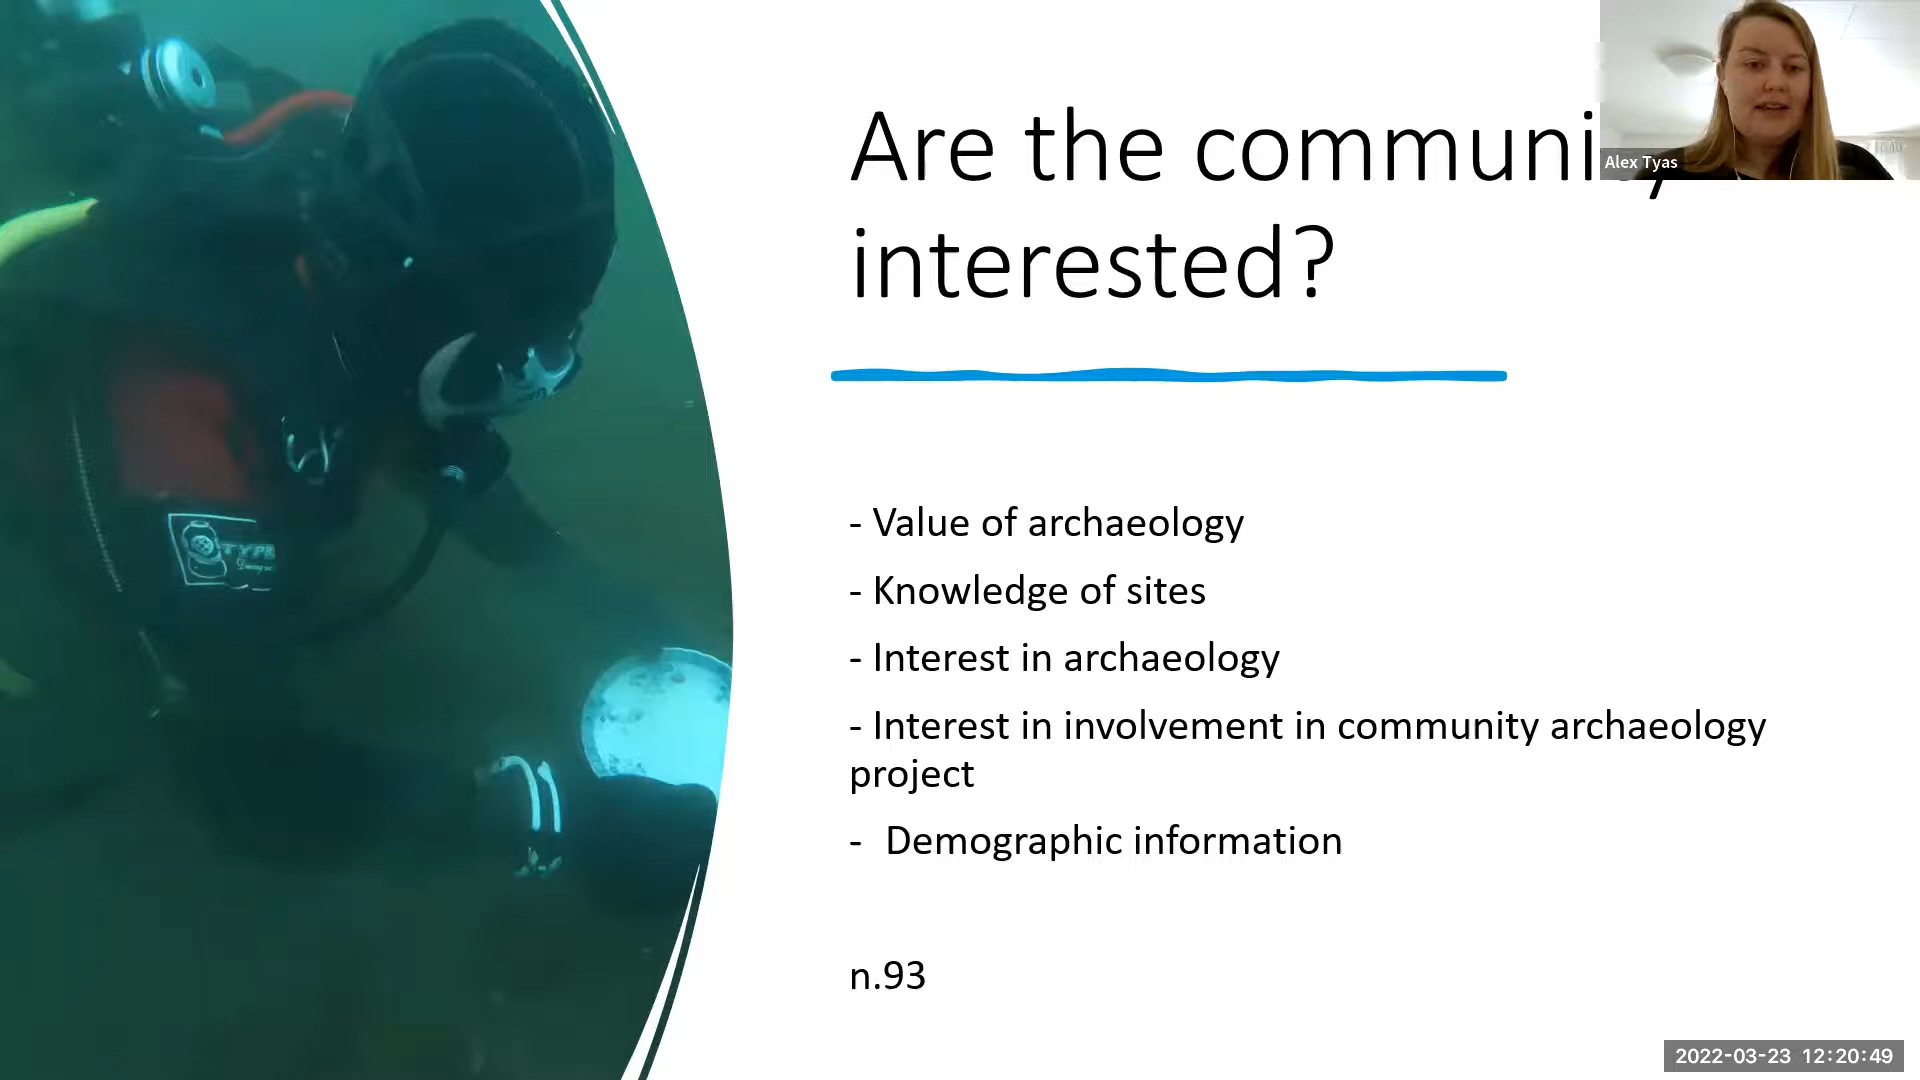 Are the communi
Alex Tyas
interested?
- Value of archaeology
- Knowledge of sites
- Interest in archaeology
- Interest in involvement in community archaeology
project
- Demographic information
n.93
2022-03-23 12:20:49